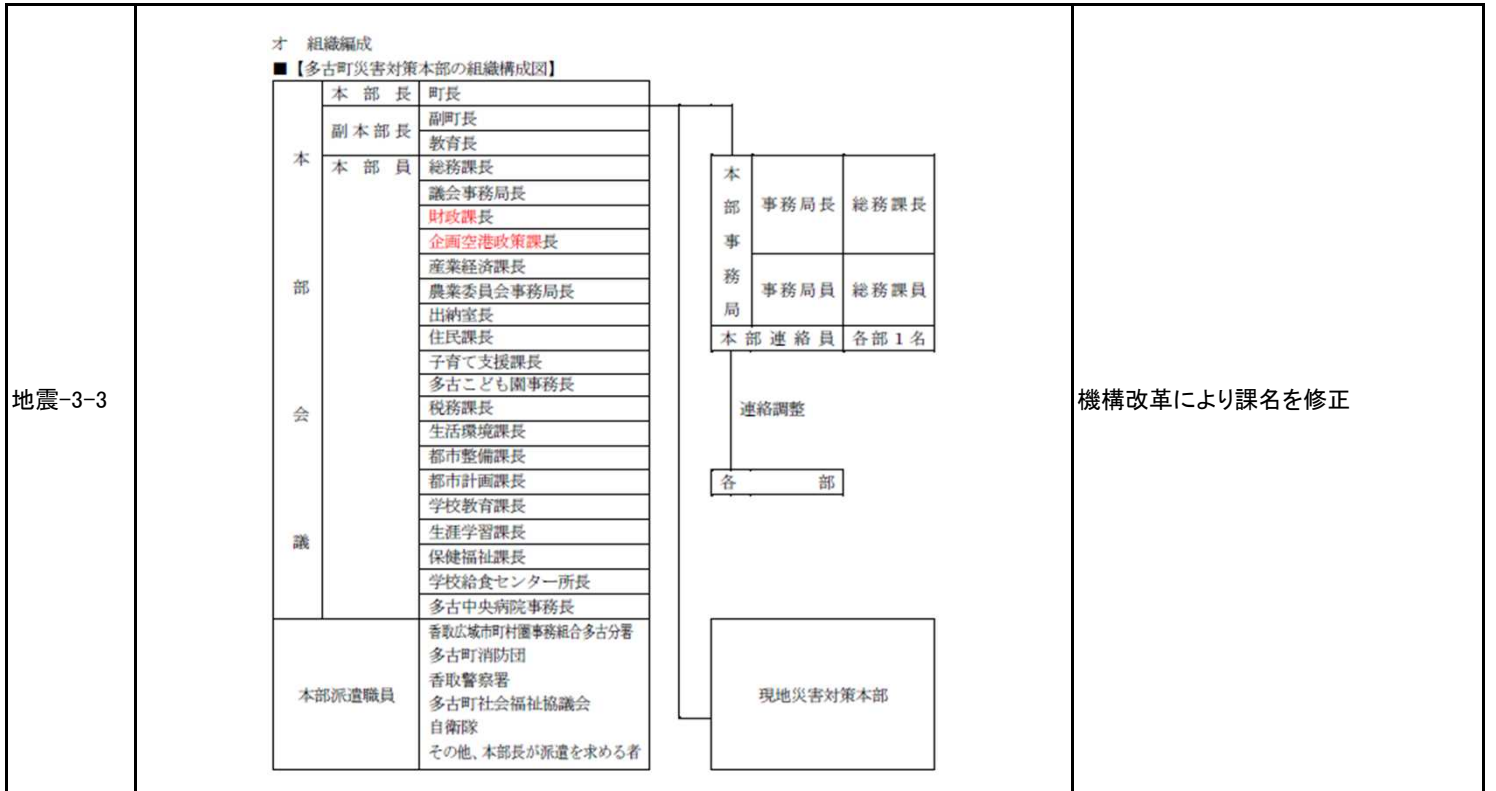 地震-3-3
オ 組織編成
■【多古町災害対策本部の組織構成図】
本部会議
本部長 町長
副本部長 副町長
教育長
本部員 総務課長
議会事務局長
財政課長
企画空港政策課長
産業経済課長
農業委員会事務局長
出納室長
住民課長
子育て支援課長
多古こども園事務長
税務課長
生活環境課長
都市整備課長
都市計画課長
学校教育課長
生涯学習課長
保健福祉課長
学校給食センター所長
多古中央病院事務長
本部派遣職員
香取広域市町村圏事務組合多古分署
多古町消防団
香取警察署
多古町社会福祉協議会
自衛隊
その他、本部長が派遣を求める者
本部事務局
事務局長 総務課長
事務局員 総務課員
本部連絡員 各部1名
連絡調整
各部
現地災害対策本部
機構改革により課名を修正